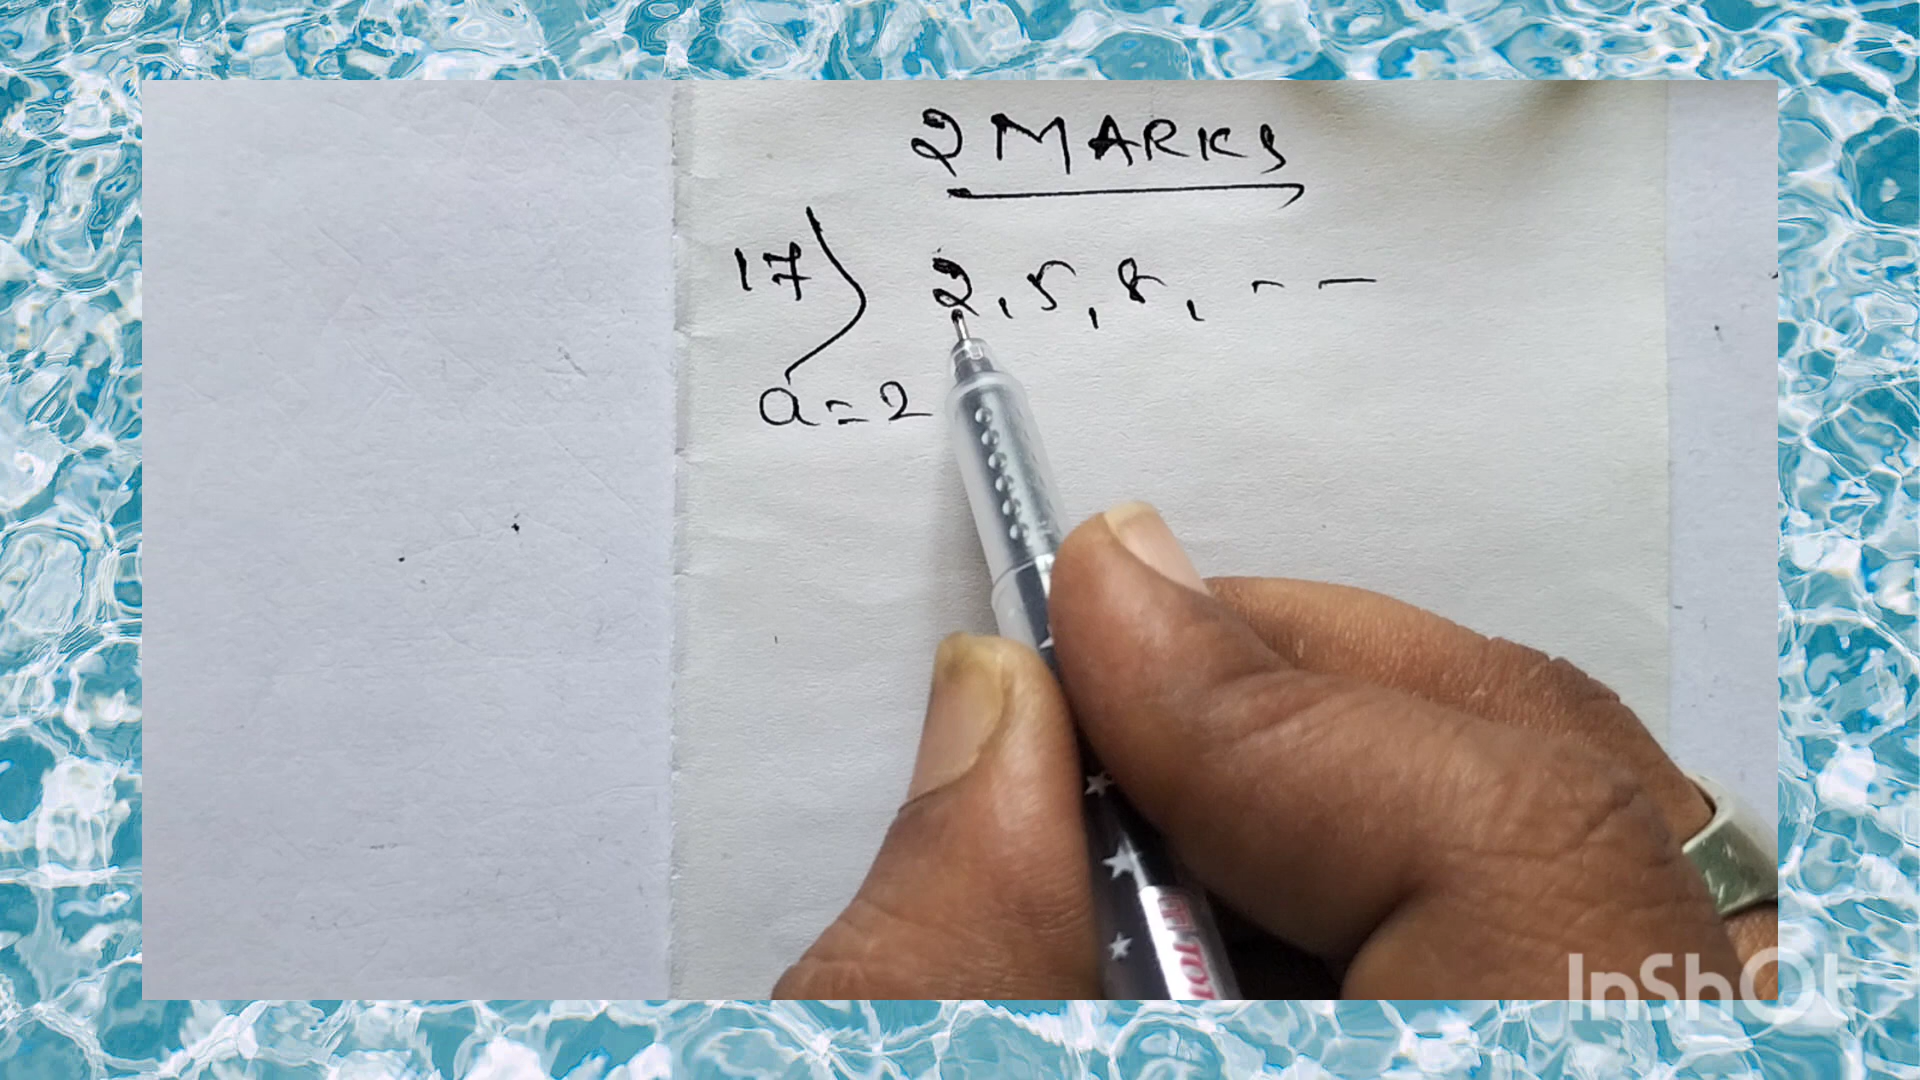 2 MARKS
17) 2, 5, 8, - -
a = 2
InShOt